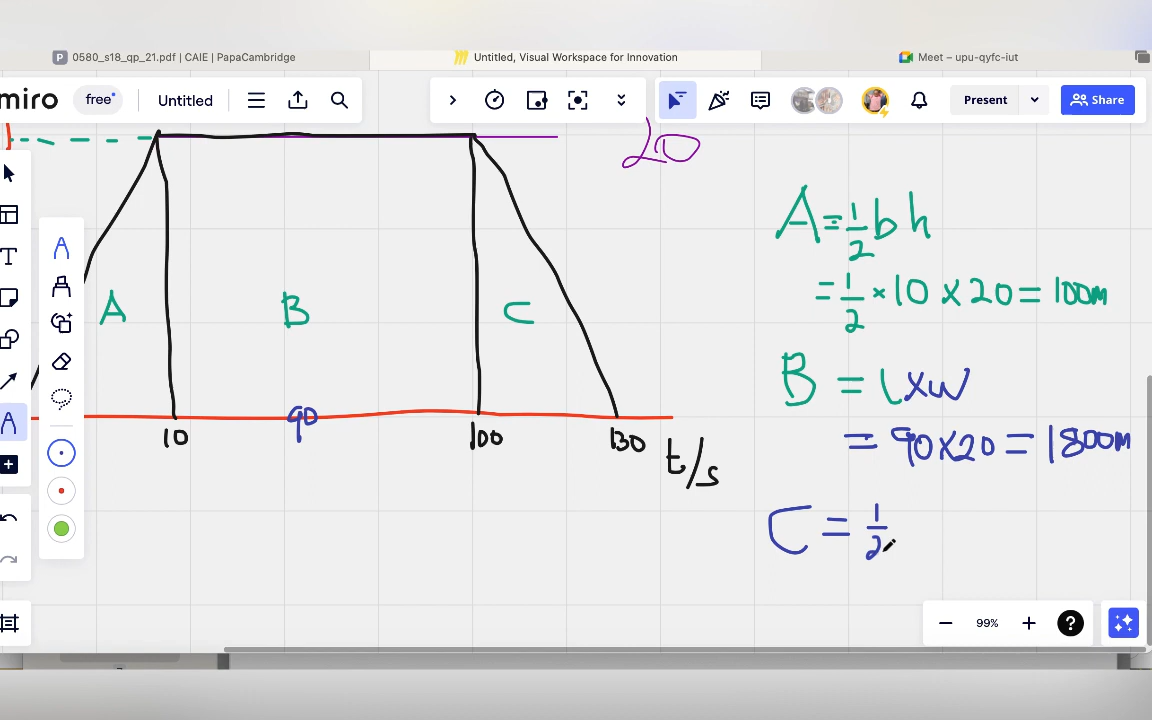 0580_s18_qp_21.pdf | CAIE | PapaCambridge
Untitled, Visual Workspace for Innovation
Meet – upu-qyfc-iut
miro
free
Untitled
Present
Share
20
A
B
C
10
90
100
130
t/s
A = 1/2 b h
= 1/2 × 10 × 20 = 100m
B = l×w
= 90×20 = 1800m
C = 1/2
99%